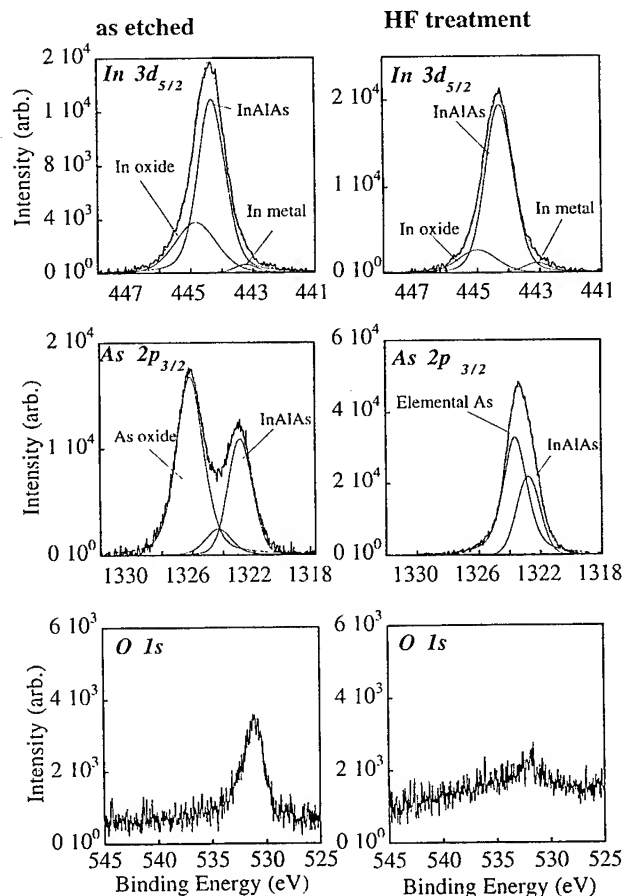 as etched
HF treatment
In 3d5/2
2 10^4
1 10^4
8 10^3
4 10^3
0 10^0
Intensity (arb.)
InAlAs
In oxide
In metal
447 445 443 441
In 3d5/2
2 10^4
1 10^4
0 10^0
InAlAs
In oxide
In metal
447 445 443 441
As 2p3/2
2 10^4
1 10^4
0 10^0
Intensity (arb.)
As oxide
InAlAs
1330 1326 1322 1318
As 2p 3/2
6 10^4
4 10^4
2 10^4
0 10^0
Elemental As
InAlAs
1330 1326 1322 1318
O 1s
6 10^3
4 10^3
2 10^3
0 10^0
Intensity (arb.)
545 540 535 530 525
Binding Energy (eV)
O 1s
6 10^3
4 10^3
2 10^3
0 10^0
545 540 535 530 525
Binding Energy (eV)